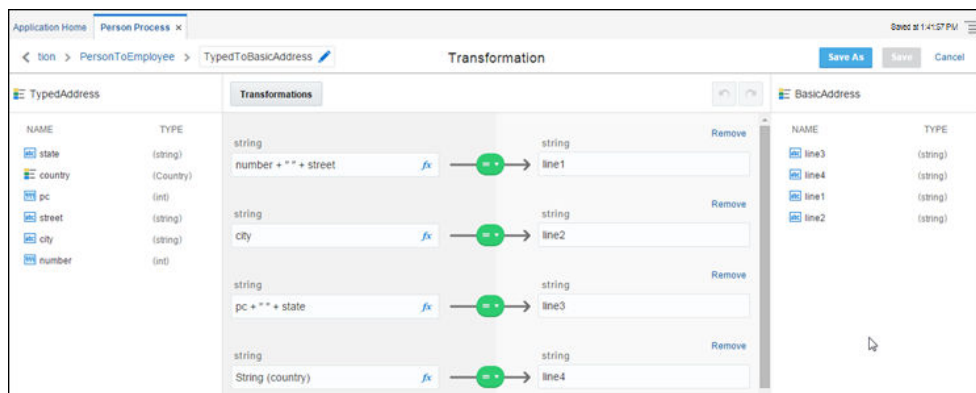 Application Home Person Process ×
Saved at 1:41:57 PM
tion > PersonToEmployee > TypedToBasicAddress
Transformation
Save As Save Cancel
TypedAddress
NAME TYPE
state (string)
country (Country)
pc (int)
street (string)
city (string)
number (int)
Transformations
Remove
string string
number + " " + street fx = line1
Remove
string string
city fx = line2
Remove
string string
pc + " " + state fx = line3
Remove
string string
String (country) fx = line4
BasicAddress
NAME TYPE
line3 (string)
line4 (string)
line1 (string)
line2 (string)